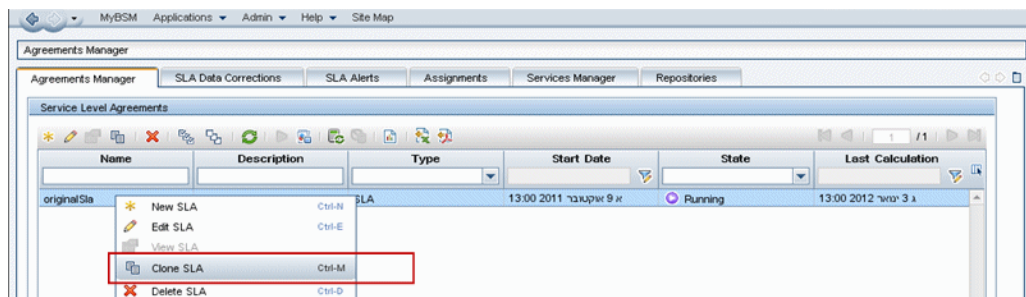 MyBSM Applications Admin Help Site Map
Agreements Manager
Agreements Manager SLA Data Corrections SLA Alerts Assignments Services Manager Repositories
Service Level Agreements
1 /1
Name Description Type Start Date State Last Calculation
originalSla SLA א 9 אוקטובר 2011 13:00 Running ג 3 ינואר 2012 13:00
New SLA Ctrl-N
Edit SLA Ctrl-E
View SLA
Clone SLA Ctrl-M
Delete SLA Ctrl-D